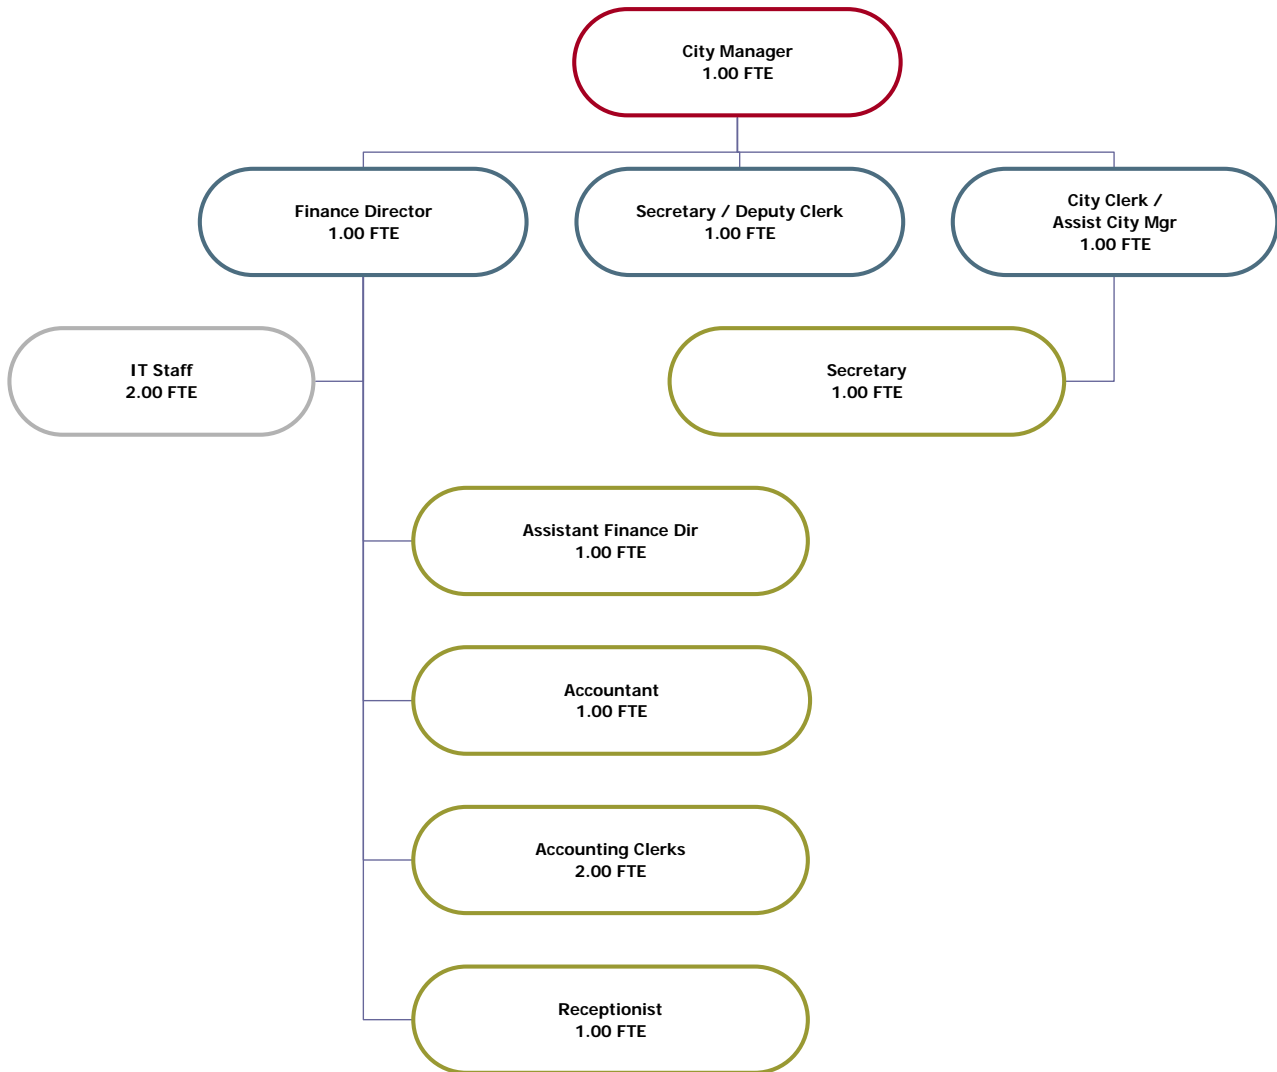 City Manager
1.00 FTE
Finance Director
1.00 FTE
Secretary / Deputy Clerk
1.00 FTE
City Clerk /
Assist City Mgr
1.00 FTE
IT Staff
2.00 FTE
Secretary
1.00 FTE
Assistant Finance Dir
1.00 FTE
Accountant
1.00 FTE
Accounting Clerks
2.00 FTE
Receptionist
1.00 FTE